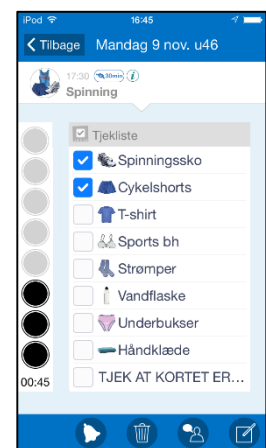 iPod 16:45
Tilbage Mandag 9 nov. u46
17:30 30min i
Spinning
Tjekliste
Spinningssko
Cykelshorts
T-shirt
Sports bh
Strømper
Vandflaske
Underbukser
Håndklæde
TJEK AT KORTET ER...
00:45